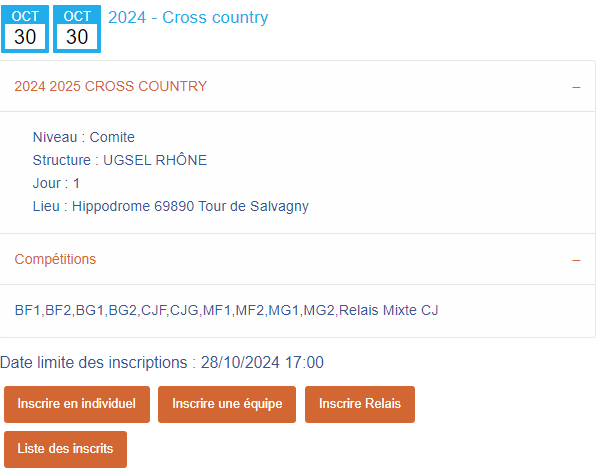 OCT OCT 2024 - Cross country
30 30
2024 2025 CROSS COUNTRY –
Niveau : Comite
Structure : UGSEL RHÔNE
Jour : 1
Lieu : Hippodrome 69890 Tour de Salvagny
Compétitions –
BF1,BF2,BG1,BG2,CJF,CJG,MF1,MF2,MG1,MG2,Relais Mixte CJ
Date limite des inscriptions : 28/10/2024 17:00
Inscrire en individuel Inscrire une équipe Inscrire Relais
Liste des inscrits